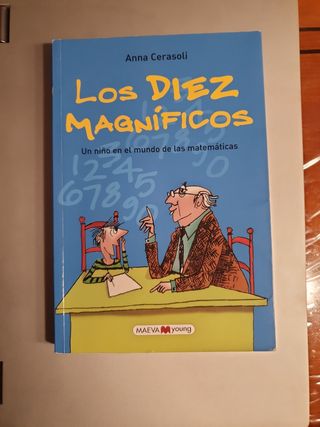 Anna Cerasoli
LOS DIEZ
MAGNÍFICOS
Un niño en el mundo de las matemáticas
MAEVA young